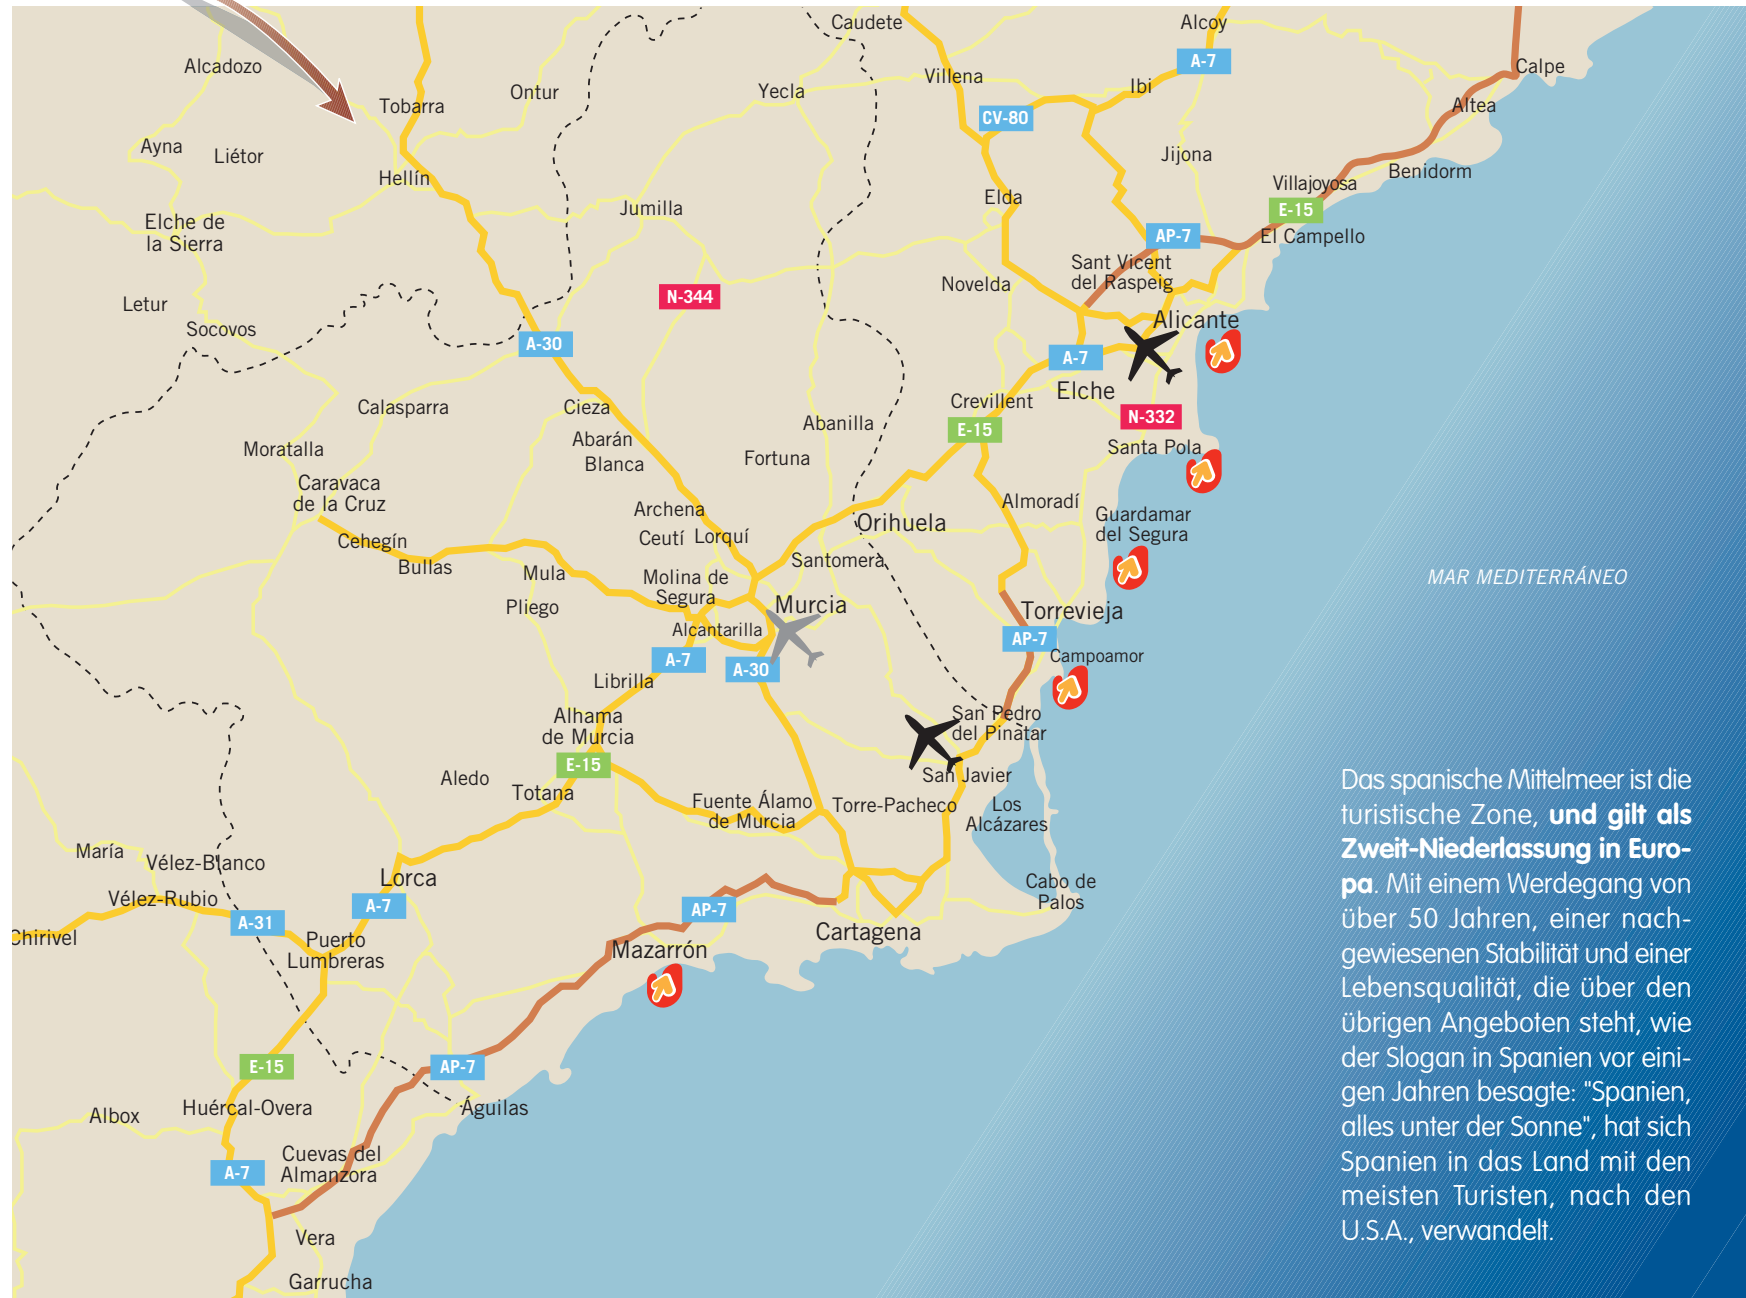 Caudete
Alcoy
Alcadozo
A-7
Calpe
Villena
Ibi
Yecla
Ontur
Tobarra
Altea
CV-80
Ayna
Liétor
Jijona
Benidorm
Hellín
Villajoyosa
Elda
Jumilla
E-15
Elche de
la Sierra
AP-7
El Campello
Sant Vicent
del Raspeig
Novelda
N-344
Letur
Socovos
Alicante
A-30
A-7
Elche
Crevillent
Calasparra
Cieza
N-332
Abanilla
E-15
Abarán
Blanca
Moratalla
Santa Pola
Fortuna
Caravaca
de la Cruz
Almoradí
Archena
Guardamar
del Segura
Orihuela
Ceutí
Lorquí
Cehegín
Santomera
Bullas
Mula
Molina de
Segura
MAR MEDITERRÁNEO
Pliego
Murcia
Torrevieja
Alcantarilla
AP-7
A-7
A-30
Campoamor
Librilla
Alhama
de Murcia
San Pedro
del Pinatar
E-15
Aledo
San Javier
Totana
Fuente Álamo
de Murcia
Torre-Pacheco
Los
Alcázares
María
Vélez-Blanco
Lorca
Cabo de
Palos
Vélez-Rubio
A-7
AP-7
A-31
Chirivel
Puerto
Lumbreras
Cartagena
Mazarrón
E-15
AP-7
Albox
Huércal-Overa
Águilas
Cuevas del
Almanzora
A-7
Vera
Garrucha
Das spanische Mittelmeer ist die
turistische Zone, und gilt als
Zweit-Niederlassung in Euro-
pa. Mit einem Werdegang von
über 50 Jahren, einer nach-
gewiesenen Stabilität und einer
Lebensqualität, die über den
übrigen Angeboten steht, wie
der Slogan in Spanien vor eini-
gen Jahren besagte: "Spanien,
alles unter der Sonne", hat sich
Spanien in das Land mit den
meisten Turisten, nach den
U.S.A., verwandelt.